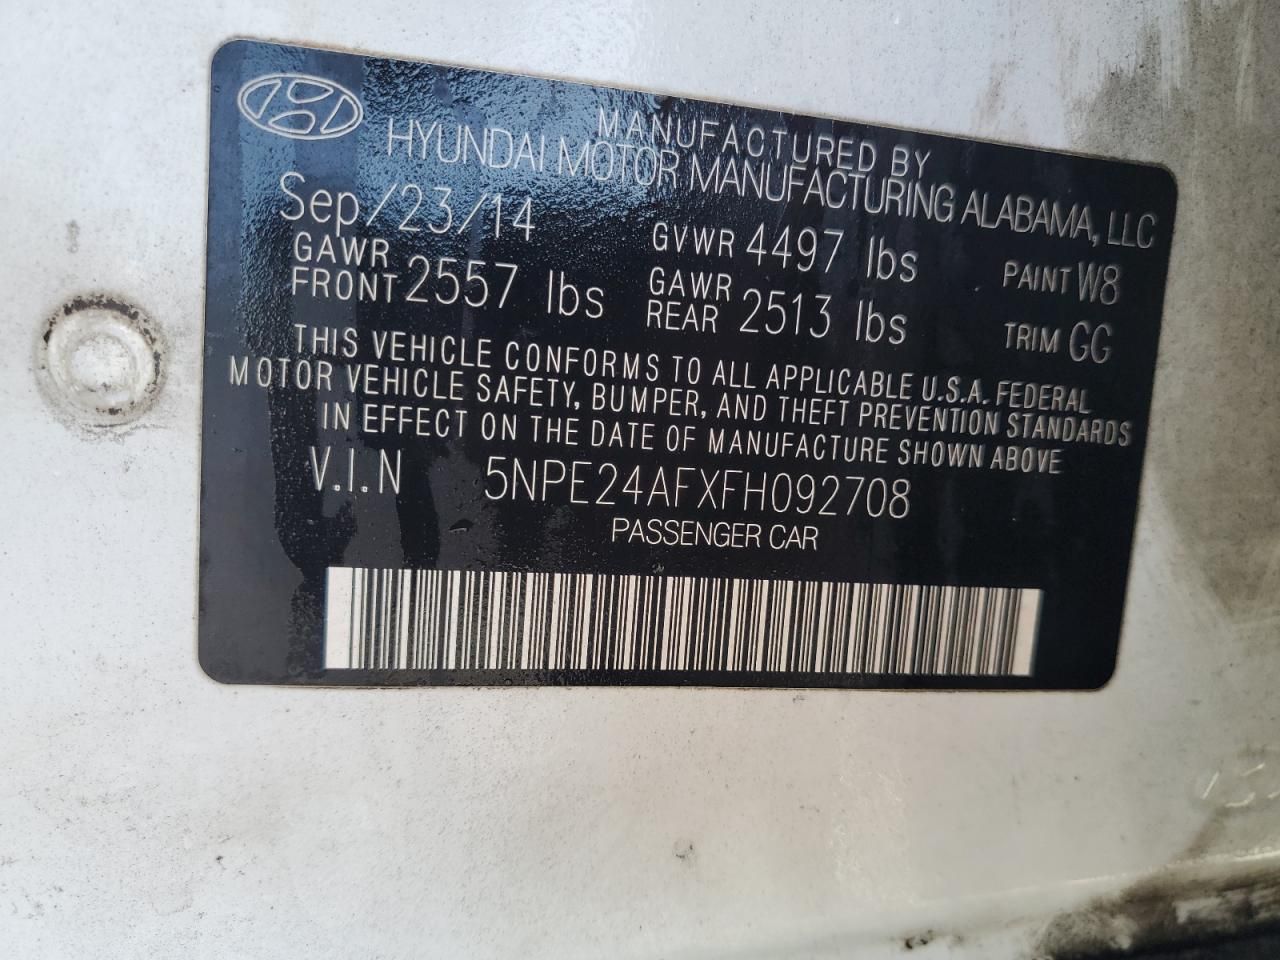 MANUFACTURED BY
HYUNDAI MOTOR MANUFACTURING ALABAMA, LLC
Sep/23/14 GVWR 4497 lbs PAINT W8
GAWR FRONT 2557 lbs GAWR REAR 2513 lbs TRIM GG
THIS VEHICLE CONFORMS TO ALL APPLICABLE U.S.A. FEDERAL
MOTOR VEHICLE SAFETY, BUMPER, AND THEFT PREVENTION STANDARDS
IN EFFECT ON THE DATE OF MANUFACTURE SHOWN ABOVE
V.I.N 5NPE24AFXFH092708
PASSENGER CAR